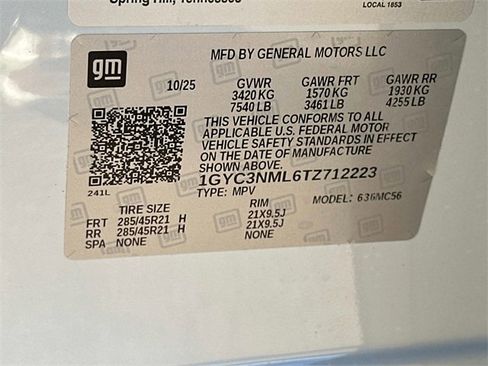 Spring Hill, Tennessee
LOCAL 1853
gm
MFD BY GENERAL MOTORS LLC
10/25 GVWR GAWR FRT GAWR RR
3420 KG 1570 KG 1930 KG
7540 LB 3461 LB 4255 LB
THIS VEHICLE CONFORMS TO ALL
APPLICABLE U.S. FEDERAL MOTOR
VEHICLE SAFETY STANDARDS IN EFFECT
ON THE DATE OF MANUFACTURE SHOWN ABOVE.
1GYC3NML6TZ712223
TYPE: MPV MODEL: 636MC56
241L
TIRE SIZE RIM
FRT 285/45R21 H 21X9.5J
RR 285/45R21 H 21X9.5J
SPA NONE NONE